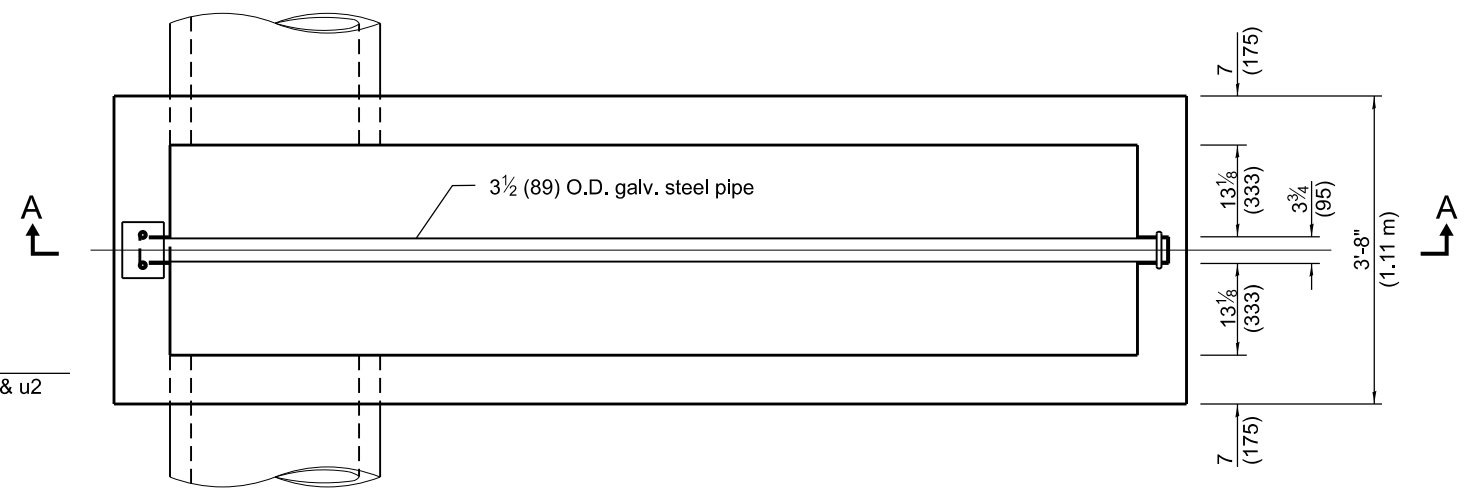 7
(175)
3½ (89) O.D. galv. steel pipe
13⅛
(333)
3¾
(95)
A
A
3'-8"
(1.11 m)
13⅛
(333)
& u2
7
(175)